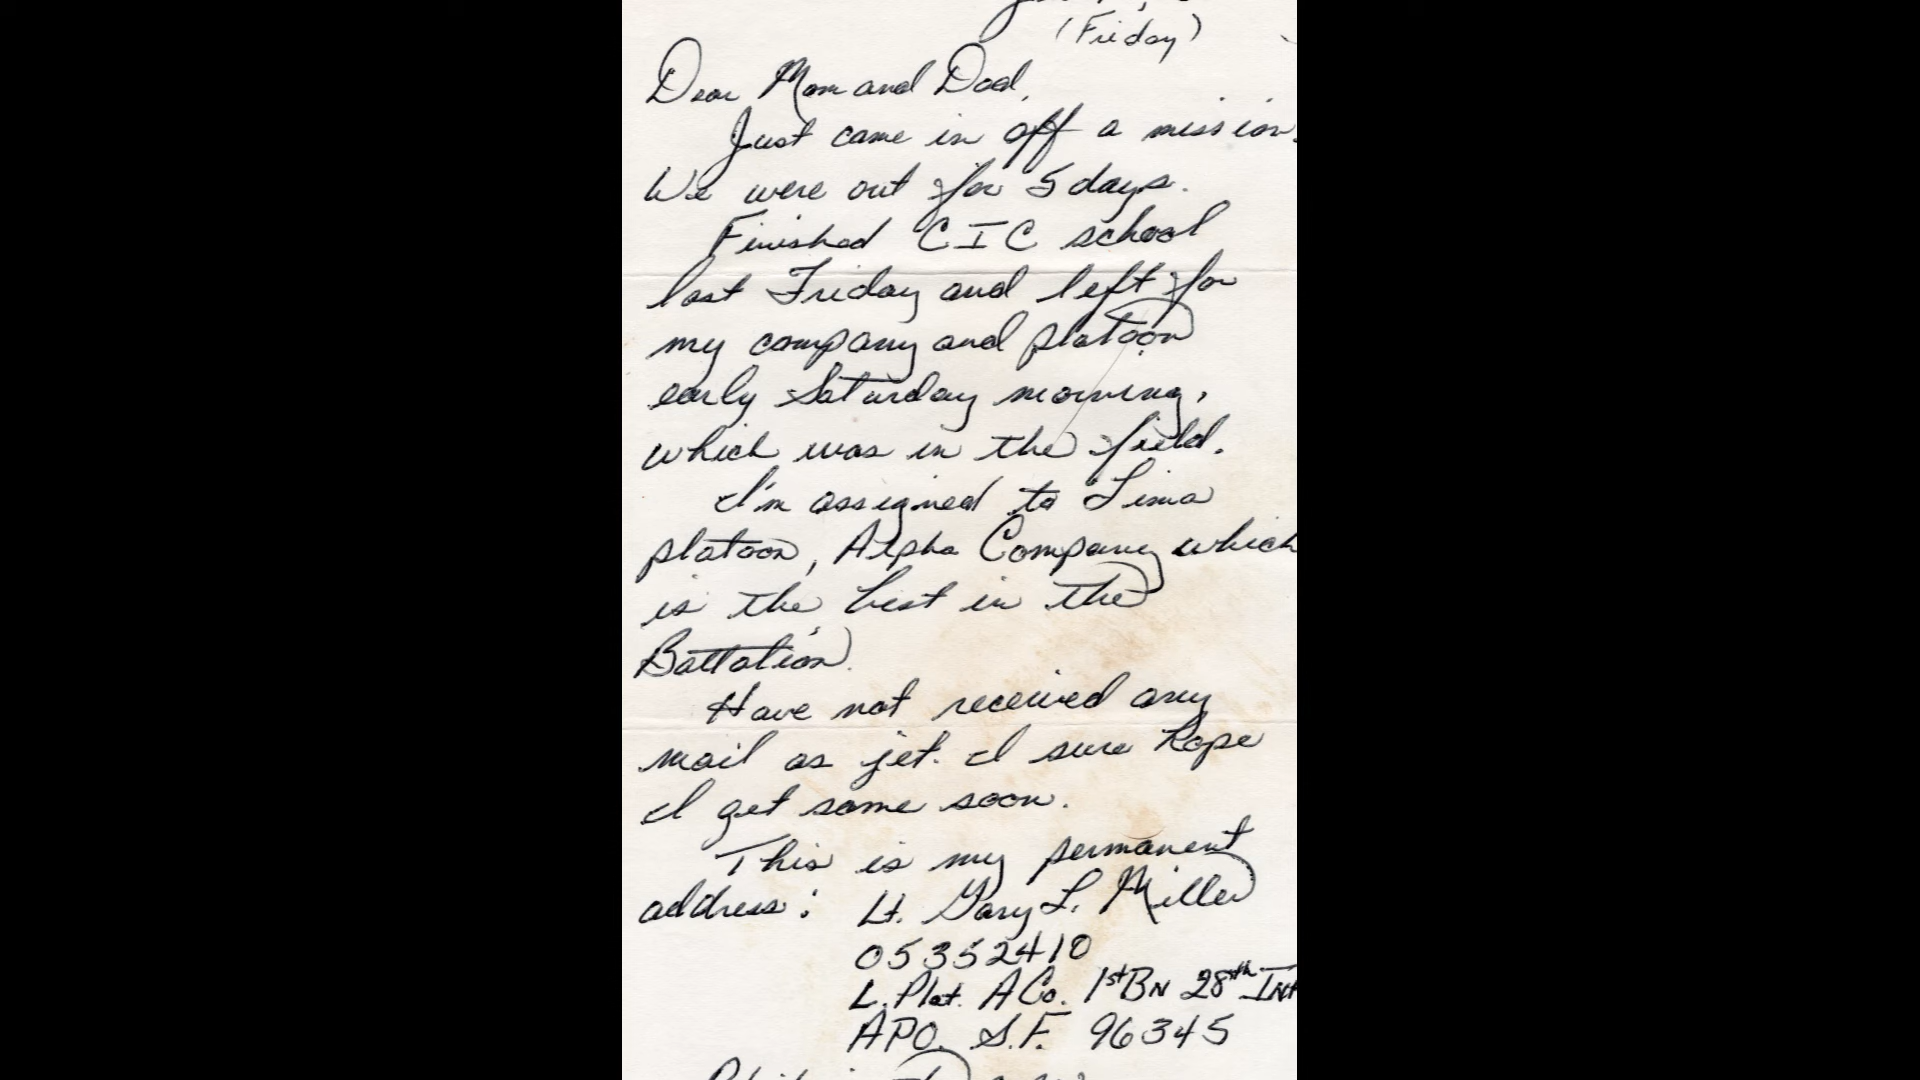 (Friday)
Dear Mom and Dad,
Just came in off a mission.
We were out for 5 days.
Finished CIC school
last Friday and left for
my company and platoon
early Saturday morning,
which was in the field.
I'm assigned to Lima
platoon, Alpha Company which
is the best in the
Battalion.
Have not received any
mail as jet. I sure hope
I get some soon.
This is my permanent
address: Lt. Gary L. Miller
05352410
L. Plat. A Co. 1st BN 28th Inf
APO. S.F. 96345